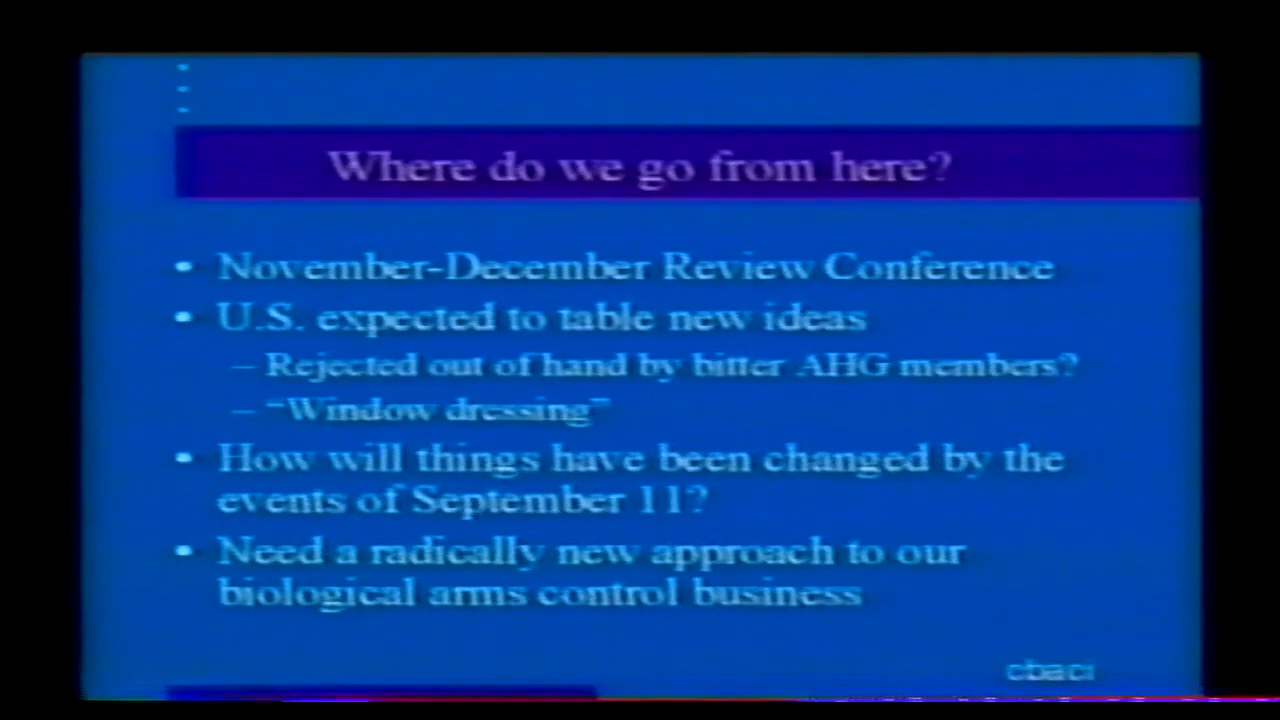 Where do we go from here?
• November-December Review Conference
• U.S. expected to table new ideas
– Rejected out of hand by bitter AHG members?
– "Window dressing"
• How will things have been changed by the
events of September 11?
• Need a radically new approach to our
biological arms control business
cbaci